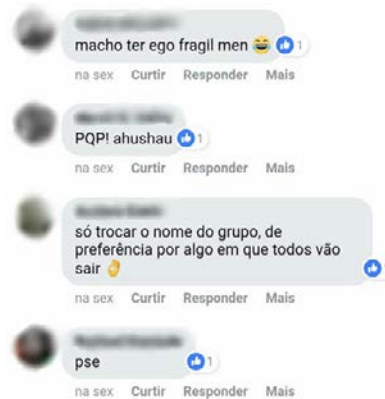 macho ter ego fragil men 😂 1
na sex Curtir Responder Mais
PQP! ahushau 1
na sex Curtir Responder Mais
só trocar o nome do grupo, de
preferência por algo em que todos vão
sair 👌
na sex Curtir Responder Mais
pse 1
na sex Curtir Responder Mais